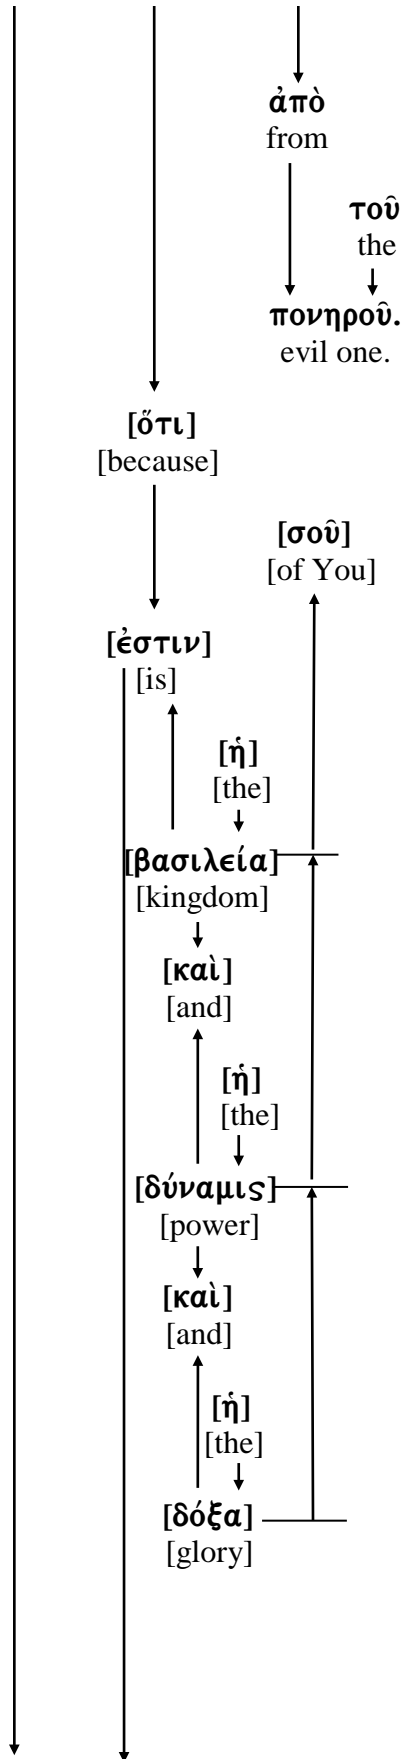 ἀπὸ
from
τοῦ
the
πονηροῦ.
evil one.
[ὅτι]
[because]
[σοῦ]
[of You]
[ἐστιν]
[is]
[ἡ]
[the]
[βασιλεία]
[kingdom]
[καὶ]
[and]
[ἡ]
[the]
[δύναμις]
[power]
[καὶ]
[and]
[ἡ]
[the]
[δόξα]
[glory]